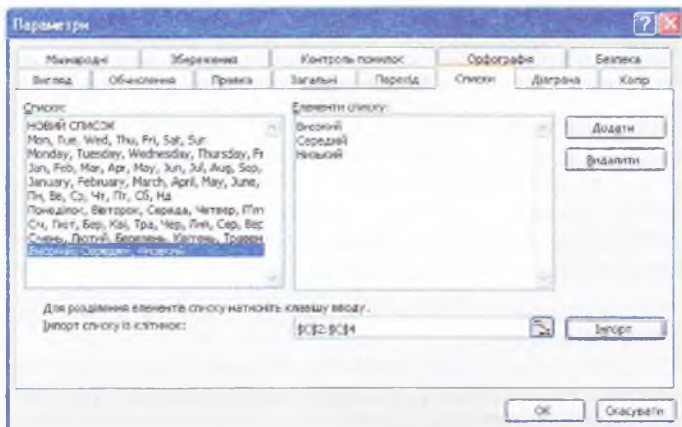 Параметри
Міжнародні Збереження Контроль помилок Орфографія Безпека
Вигляд Обчислення Правка Загальні Перехід Списки Діаграма Колір
Списки:
НОВИЙ СПИСОК
Mon, Tue, Wed, Thu, Fri, Sat, Sun
Monday, Tuesday, Wednesday, Thursday, Fr
Jan, Feb, Mar, Apr, May, Jun, Jul, Aug, Sep,
January, February, March, April, May, June,
Пн, Ве, Ср, Чт, Пт, Сб, Нд
Понеділок, Вівторок, Середа, Четвер, П'ят
Січ, Лют, Бер, Кві, Тра, Чер, Лип, Сер, Вер
Січень, Лютий, Березень, Квітень, Травен
Високий, Середній, Низький
Елементи списку:
Високий
Середній
Низький
Додати
Видалити
Для розділення елементів списку натисніть клавішу вводу.
Імпорт списку із клітинок:
$C$2:$C$4
Імпорт
OK
Скасувати